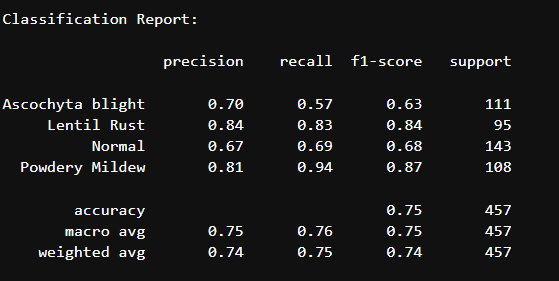 Classification Report:
precision recall f1-score support
Ascochyta blight 0.70 0.57 0.63 111
Lentil Rust 0.84 0.83 0.84 95
Normal 0.67 0.69 0.68 143
Powdery Mildew 0.81 0.94 0.87 108
accuracy 0.75 457
macro avg 0.75 0.76 0.75 457
weighted avg 0.74 0.75 0.74 457